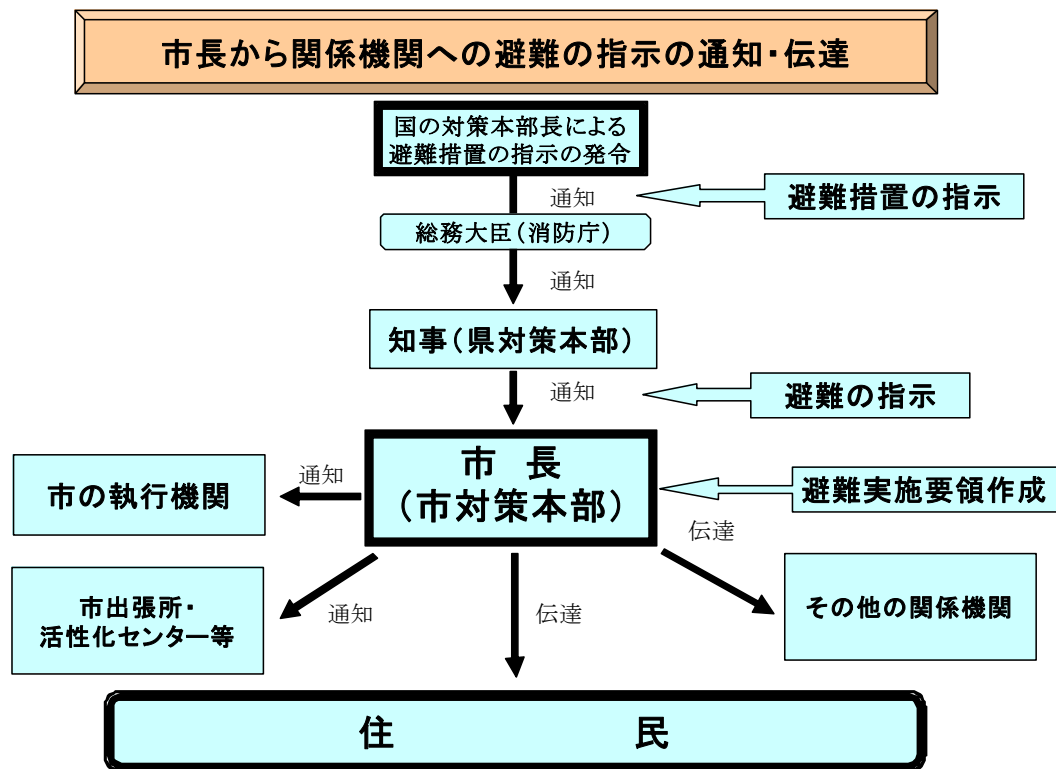 市長から関係機関への避難の指示の通知・伝達
国の対策本部長による
避難措置の指示の発令
通知
避難措置の指示
総務大臣(消防庁)
通知
知事(県対策本部)
通知
避難の指示
市 長
(市対策本部)
通知
市の執行機関
避難実施要領作成
伝達
市出張所・
活性化センター等
通知
伝達
その他の関係機関
住 民